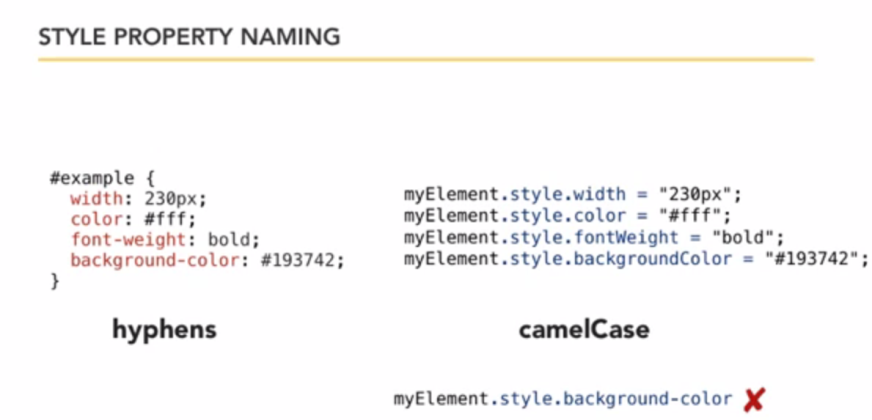 STYLE PROPERTY NAMING
#example {
width: 230px;
color: #fff;
font-weight: bold;
background-color: #193742;
}
hyphens
myElement.style.width = "230px";
myElement.style.color = "#fff";
myElement.style.fontWeight = "bold";
myElement.style.backgroundColor = "#193742";
camelCase
myElement.style.background-color ✘